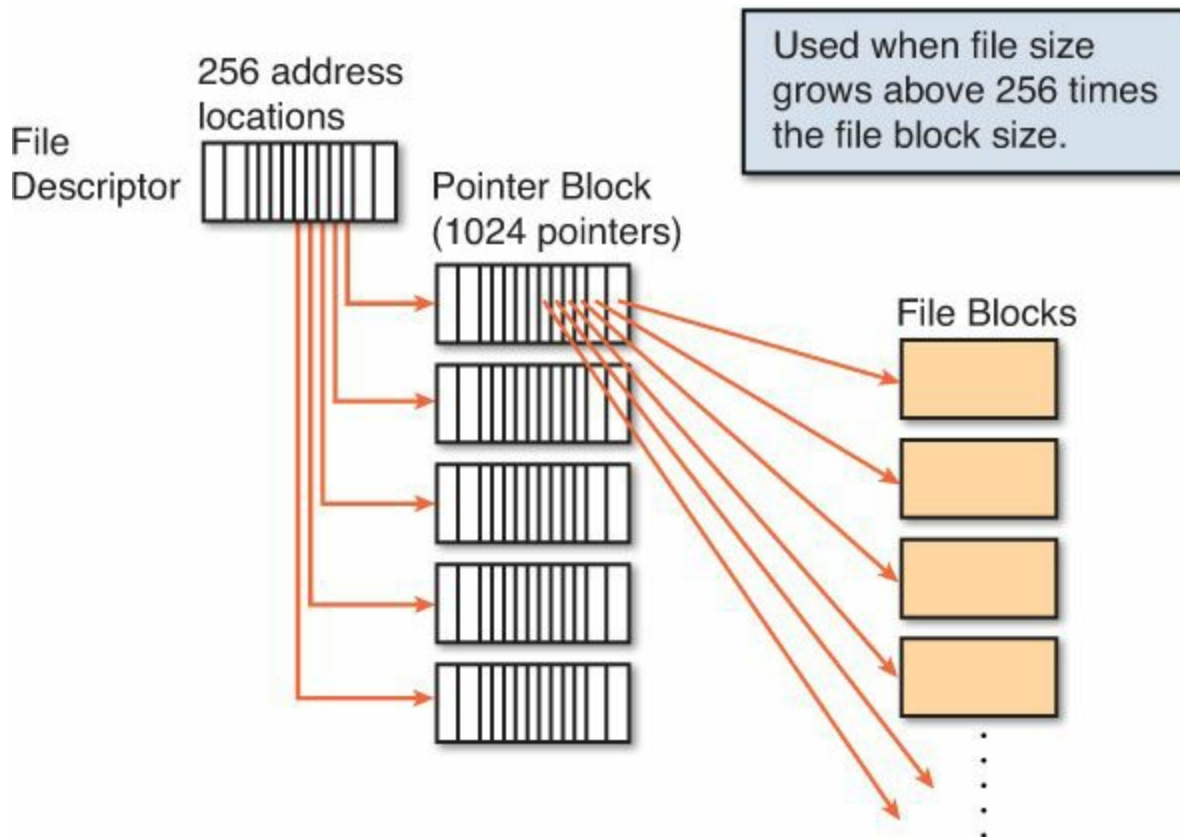 Used when file size
grows above 256 times
the file block size.
256 address
locations
File
Descriptor
Pointer Block
(1024 pointers)
File Blocks